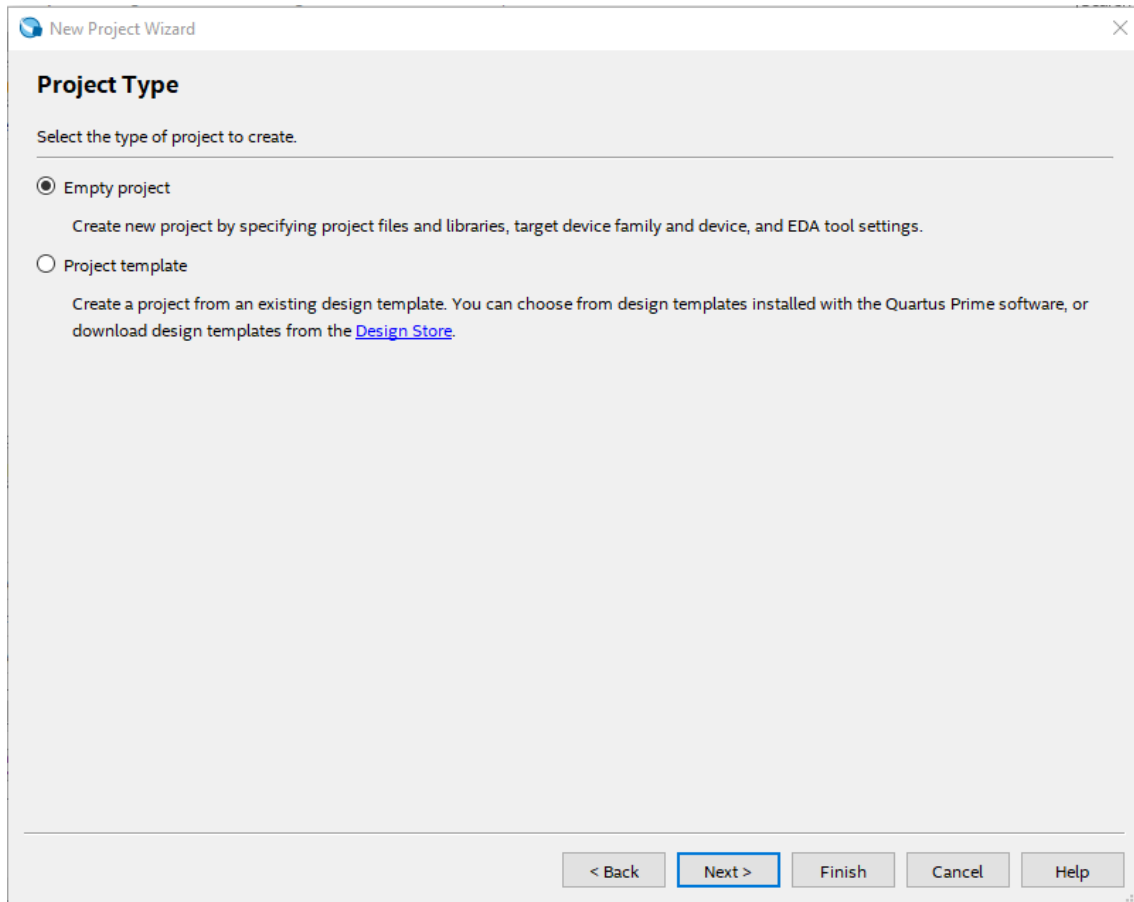 New Project Wizard
Project Type
Select the type of project to create.
Empty project
Create new project by specifying project files and libraries, target device family and device, and EDA tool settings.
Project template
Create a project from an existing design template. You can choose from design templates installed with the Quartus Prime software, or
download design templates from the Design Store.
< Back
Next >
Finish
Cancel
Help